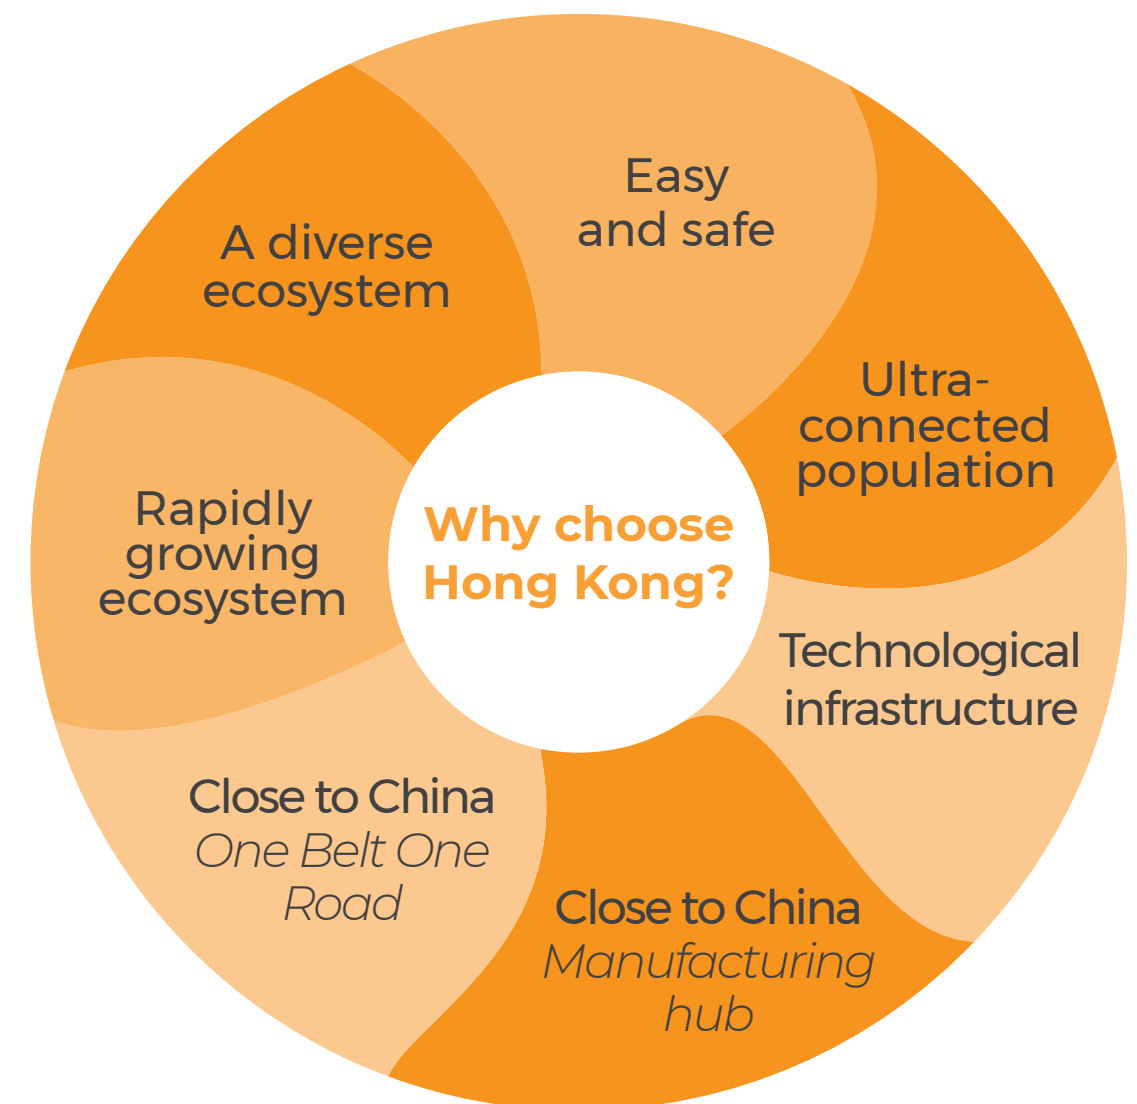 Why choose
Hong Kong?
Easy
and safe
Ultra-
connected
population
Technological
infrastructure
Close to China
Manufacturing
hub
Close to China
One Belt One
Road
Rapidly
growing
ecosystem
A diverse
ecosystem